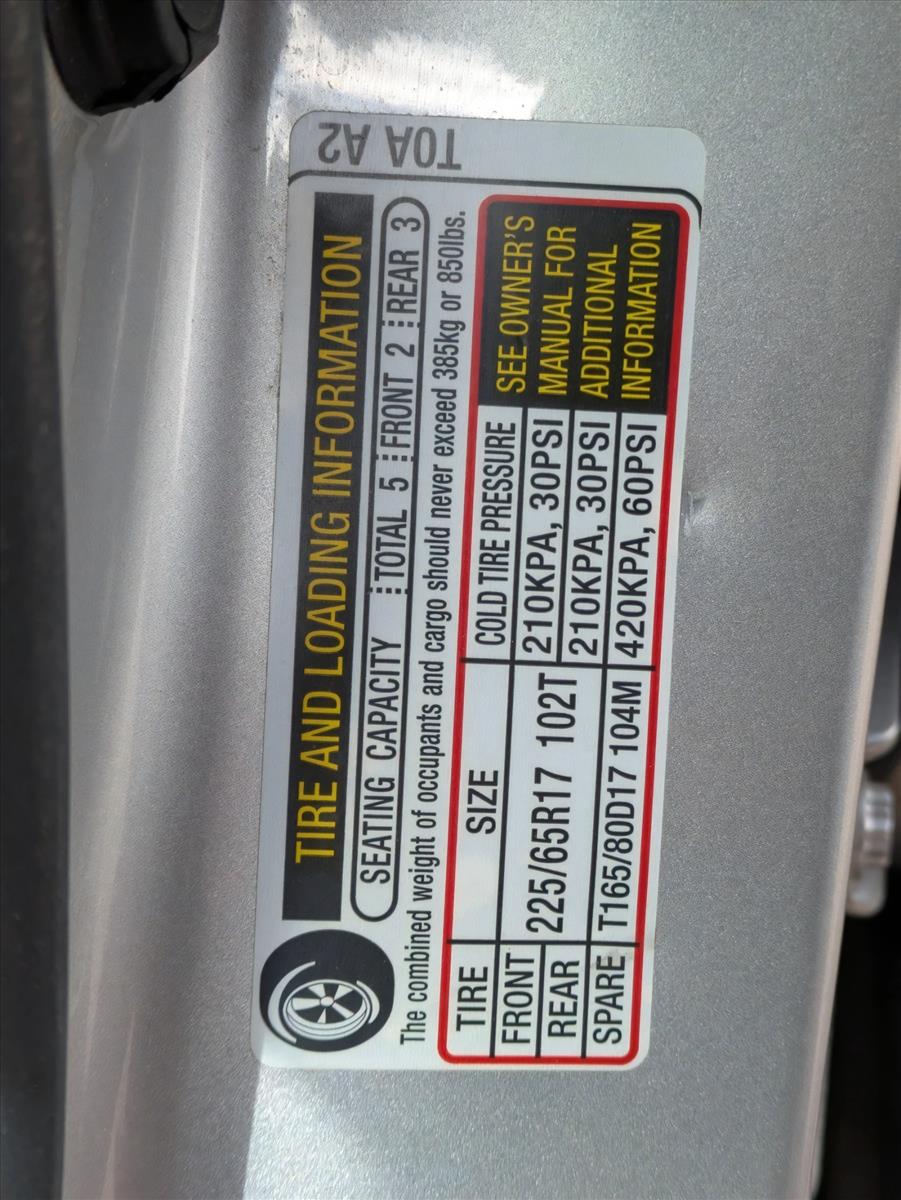 TIRE AND LOADING INFORMATION
SEATING CAPACITY TOTAL 5 FRONT 2 REAR 3
The combined weight of occupants and cargo should never exceed 385kg or 850lbs.
TIRE SIZE COLD TIRE PRESSURE
FRONT 225/65R17 102T 210KPA, 30PSI
REAR 210KPA, 30PSI
SPARE T165/80D17 104M 420KPA, 60PSI
SEE OWNER'S
MANUAL FOR
ADDITIONAL
INFORMATION
T0A A2